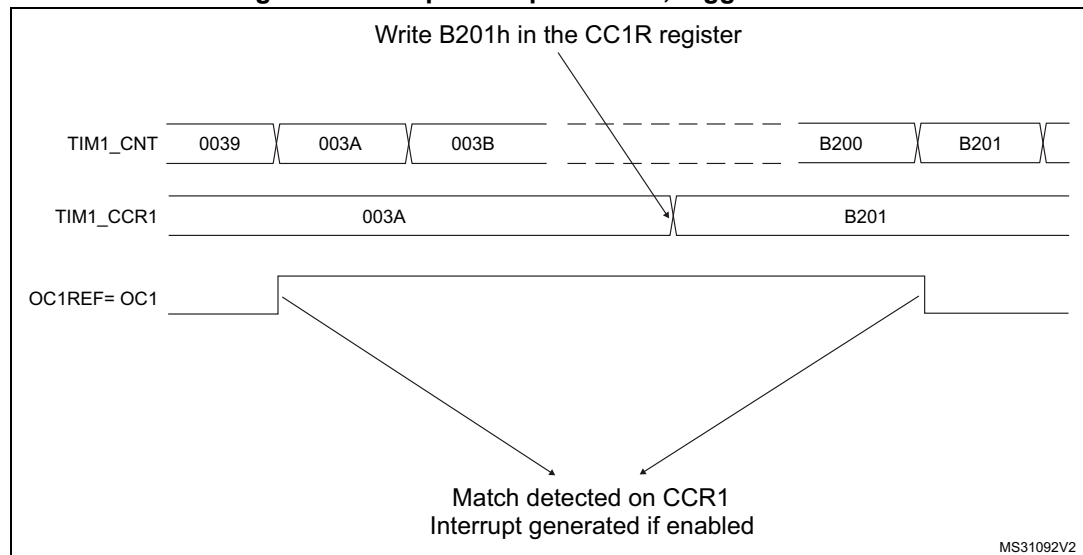 Write B201h in the CC1R register
TIM1_CNT 0039 003A 003B B200 B201
TIM1_CCR1 003A B201
OC1REF= OC1
Match detected on CCR1
Interrupt generated if enabled
MS31092V2